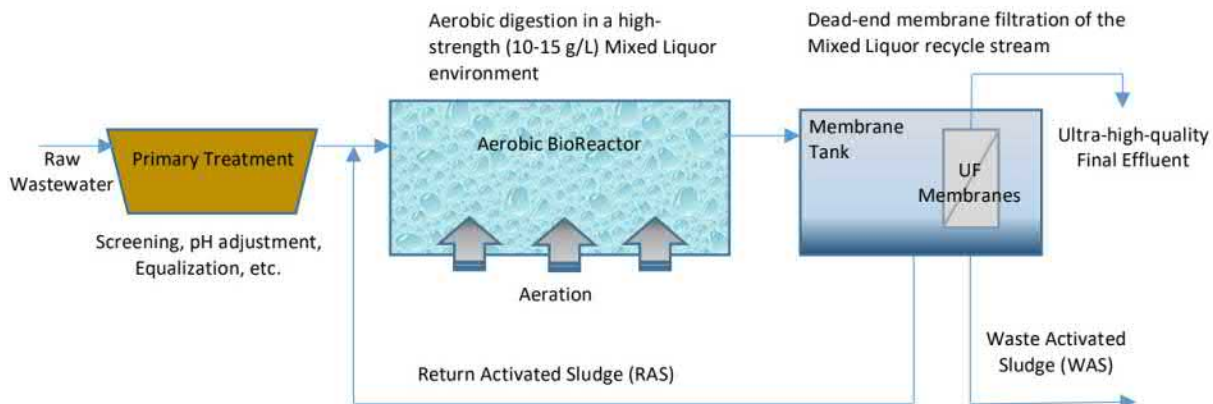 Aerobic digestion in a high-
strength (10-15 g/L) Mixed Liquor
environment
Dead-end membrane filtration of the
Mixed Liquor recycle stream
Raw
Wastewater
Primary Treatment
Screening, pH adjustment,
Equalization, etc.
Aerobic BioReactor
Aeration
Membrane
Tank
UF
Membranes
Ultra-high-quality
Final Effluent
Return Activated Sludge (RAS)
Waste Activated
Sludge (WAS)